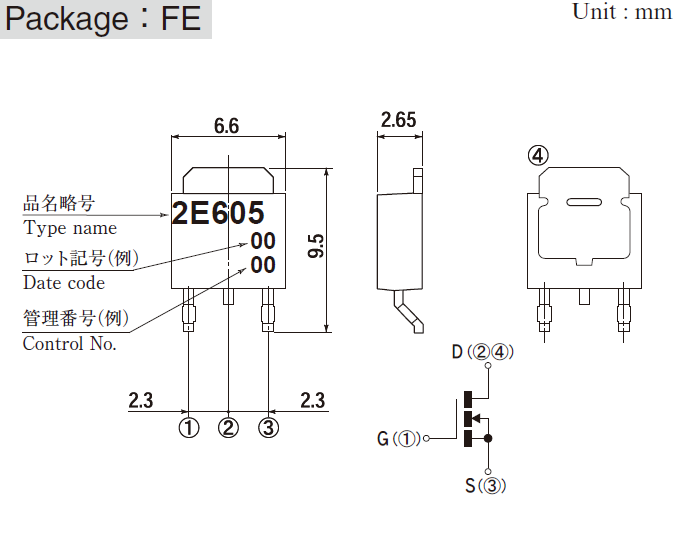 Package : FE
Unit : mm
6.6
2.65
④
品名略号
Type name
2E605
ロット記号(例)
Date code
00
00
管理番号(例)
Control No.
9.5
2.3
2.3
① ② ③
D(②④)
G(①)
S(③)